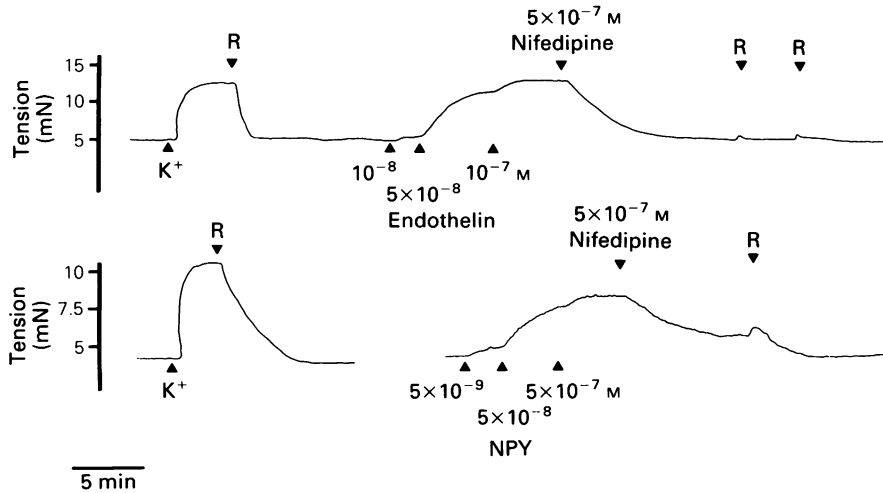 5×10⁻⁷ M
Nifedipine
R
R
R
15
10
5
Tension
(mN)
K⁺
10⁻⁸
5×10⁻⁸
10⁻⁷ M
Endothelin
5×10⁻⁷ M
Nifedipine
R
R
10
7.5
5
Tension
(mN)
K⁺
5×10⁻⁹
5×10⁻⁸
5×10⁻⁷ M
NPY
5 min